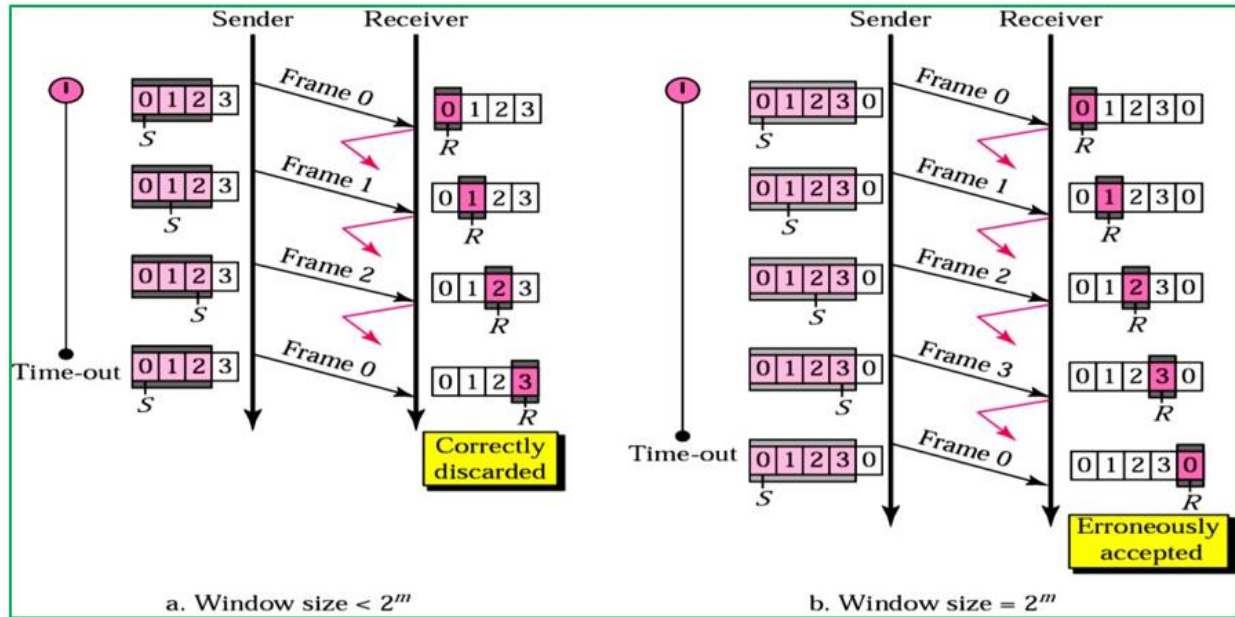 Sender Receiver
0 1 2 3
S
Frame 0
0 1 2 3
R
0 1 2 3
S
Frame 1
0 1 2 3
R
0 1 2 3
S
Frame 2
0 1 2 3
R
Time-out
0 1 2 3
S
Frame 0
0 1 2 3
R
Correctly
discarded
a. Window size < 2^m
Sender Receiver
0 1 2 3 0
S
Frame 0
0 1 2 3 0
R
0 1 2 3 0
S
Frame 1
0 1 2 3 0
R
0 1 2 3 0
S
Frame 2
0 1 2 3 0
R
0 1 2 3 0
S
Frame 3
0 1 2 3 0
R
Time-out
0 1 2 3 0
S
Frame 0
0 1 2 3 0
R
Erroneously
accepted
b. Window size = 2^m